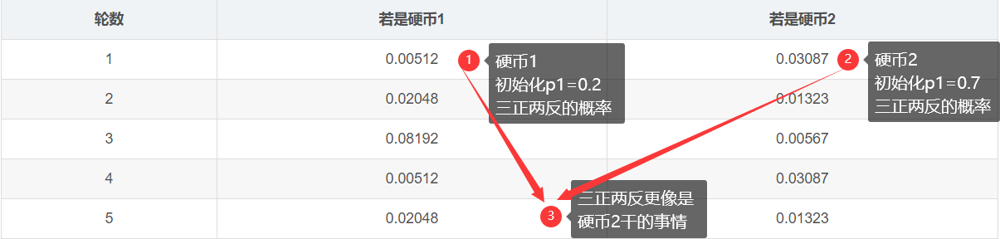 轮数 若是硬币1 若是硬币2
1 0.00512 1 硬币1 0.03087 2 硬币2
初始化p1=0.2 初始化p1=0.7
2 0.02048 三正两反的概率 0.01323 三正两反的概率
3 0.08192 0.00567
4 0.00512 0.03087
三正两反更像是
5 0.02048 3 硬币2干的事情 0.01323